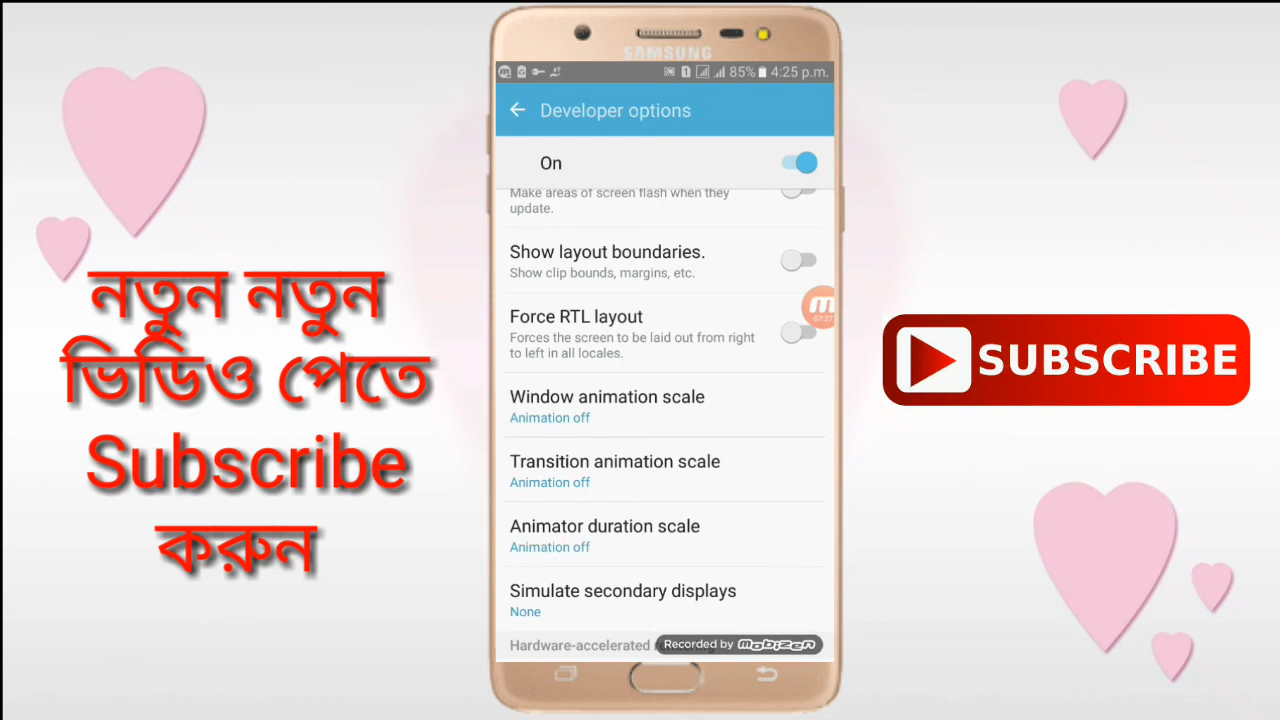 SAMSUNG
85% 4:25 p.m.
Developer options
On
Make areas of screen flash when they
update.
Show layout boundaries.
Show clip bounds, margins, etc.
07:27
Force RTL layout
Forces the screen to be laid out from right
to left in all locales.
Window animation scale
Animation off
Transition animation scale
Animation off
Animator duration scale
Animation off
Simulate secondary displays
None
Hardware-accelerated
Recorded by mobizen
নতুন নতুন
ভিডিও পেতে
Subscribe
করুন
SUBSCRIBE